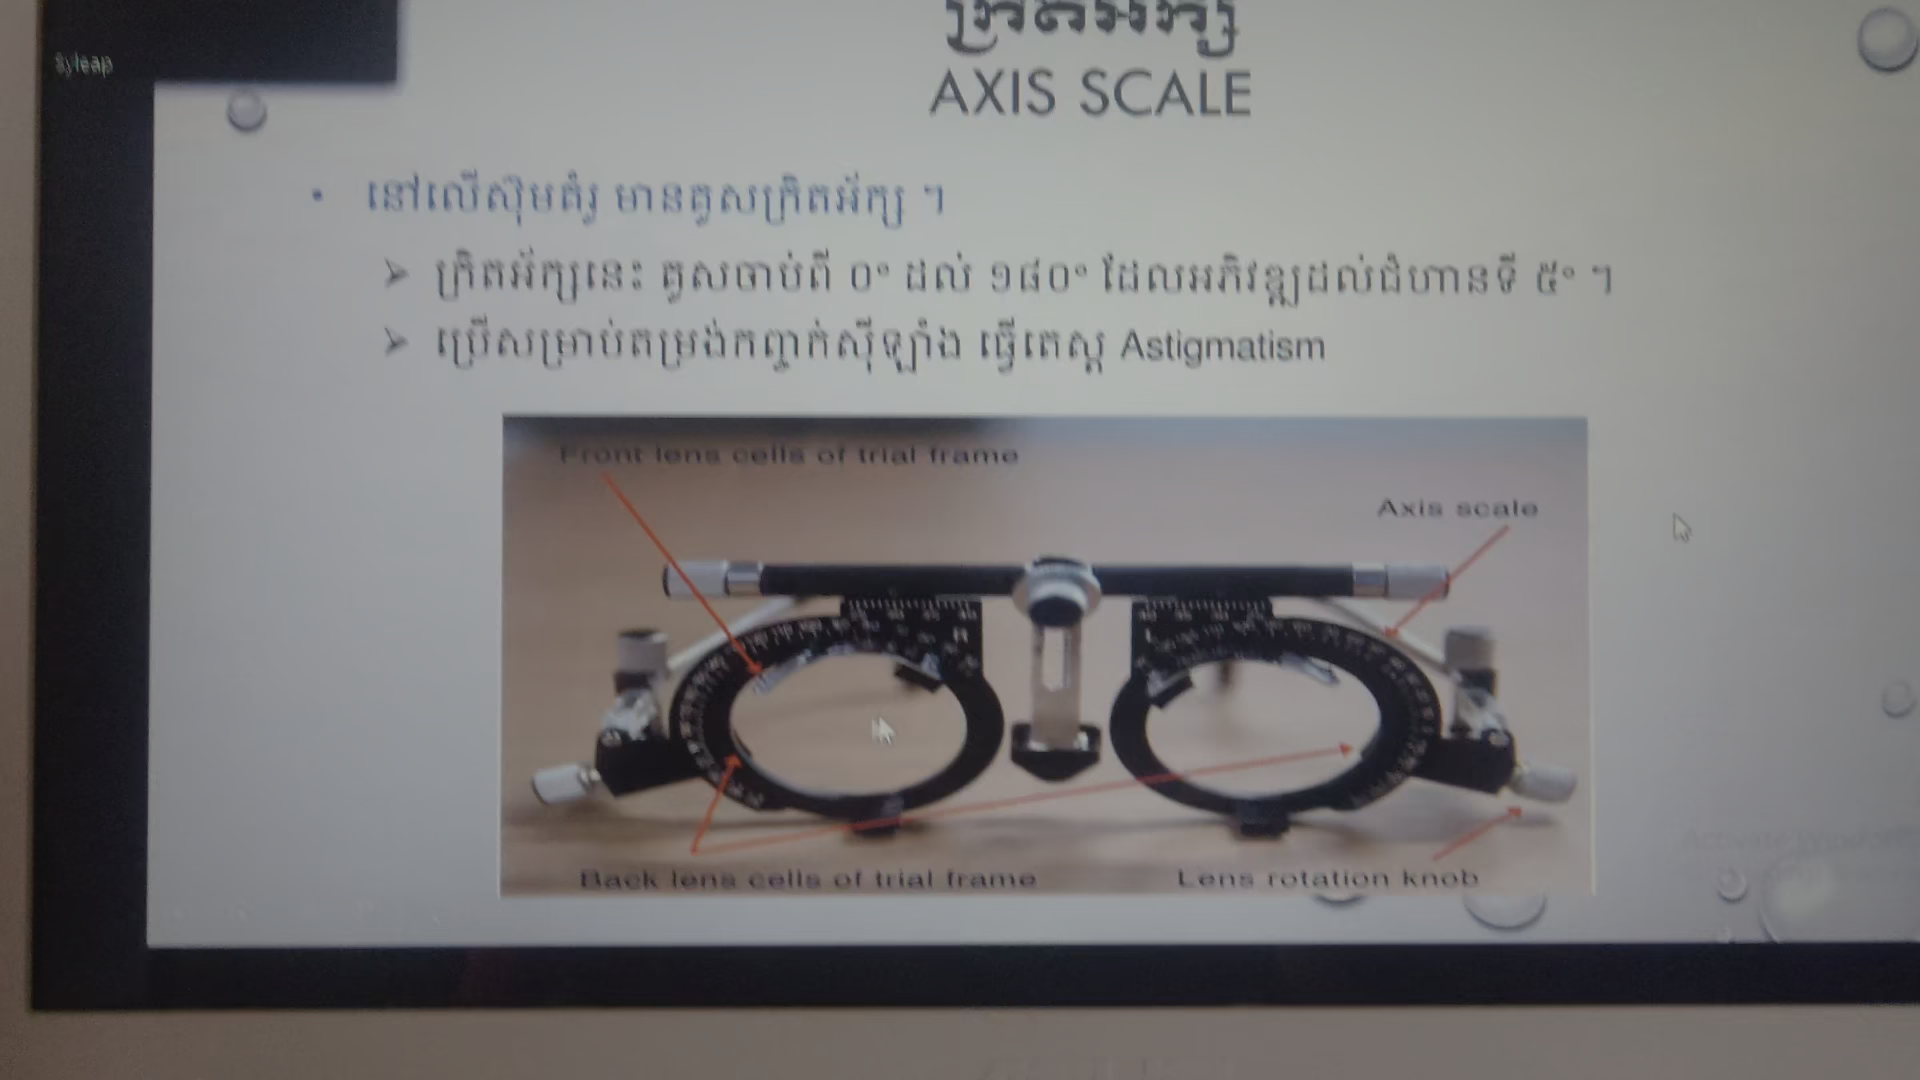 Syleap
ក្រិតអ័ក្ស
AXIS SCALE
• នៅលើស៊ុមគំរូ មានគូសក្រិតអ័ក្ស ។
➢ ក្រិតអ័ក្សនេះ គូសចាប់ពី ០° ដល់ ១៨០° ដែលអភិវឌ្ឍដល់ជំហានទី ៥° ។
➢ ប្រើសម្រាប់តម្រង់កញ្ចក់ស៊ីឡាំង ធ្វើតេស្ត Astigmatism
Front lens cells of trial frame
Axis scale
R
L
Back lens cells of trial frame
Lens rotation knob